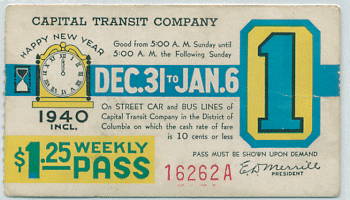 CAPITAL TRANSIT COMPANY
HAPPY NEW YEAR
Good from 5:00 A. M. Sunday until
5:00 A. M. the Following Sunday
DEC. 31 TO JAN. 6
1
1940
INCL.
On STREET CAR and BUS LINES of
Capital Transit Company in the District of
Columbia on which the cash rate of fare
is 10 cents or less
$1.25 WEEKLY
PASS
PASS MUST BE SHOWN UPON DEMAND
16262A
E.D. Merrill
PRESIDENT